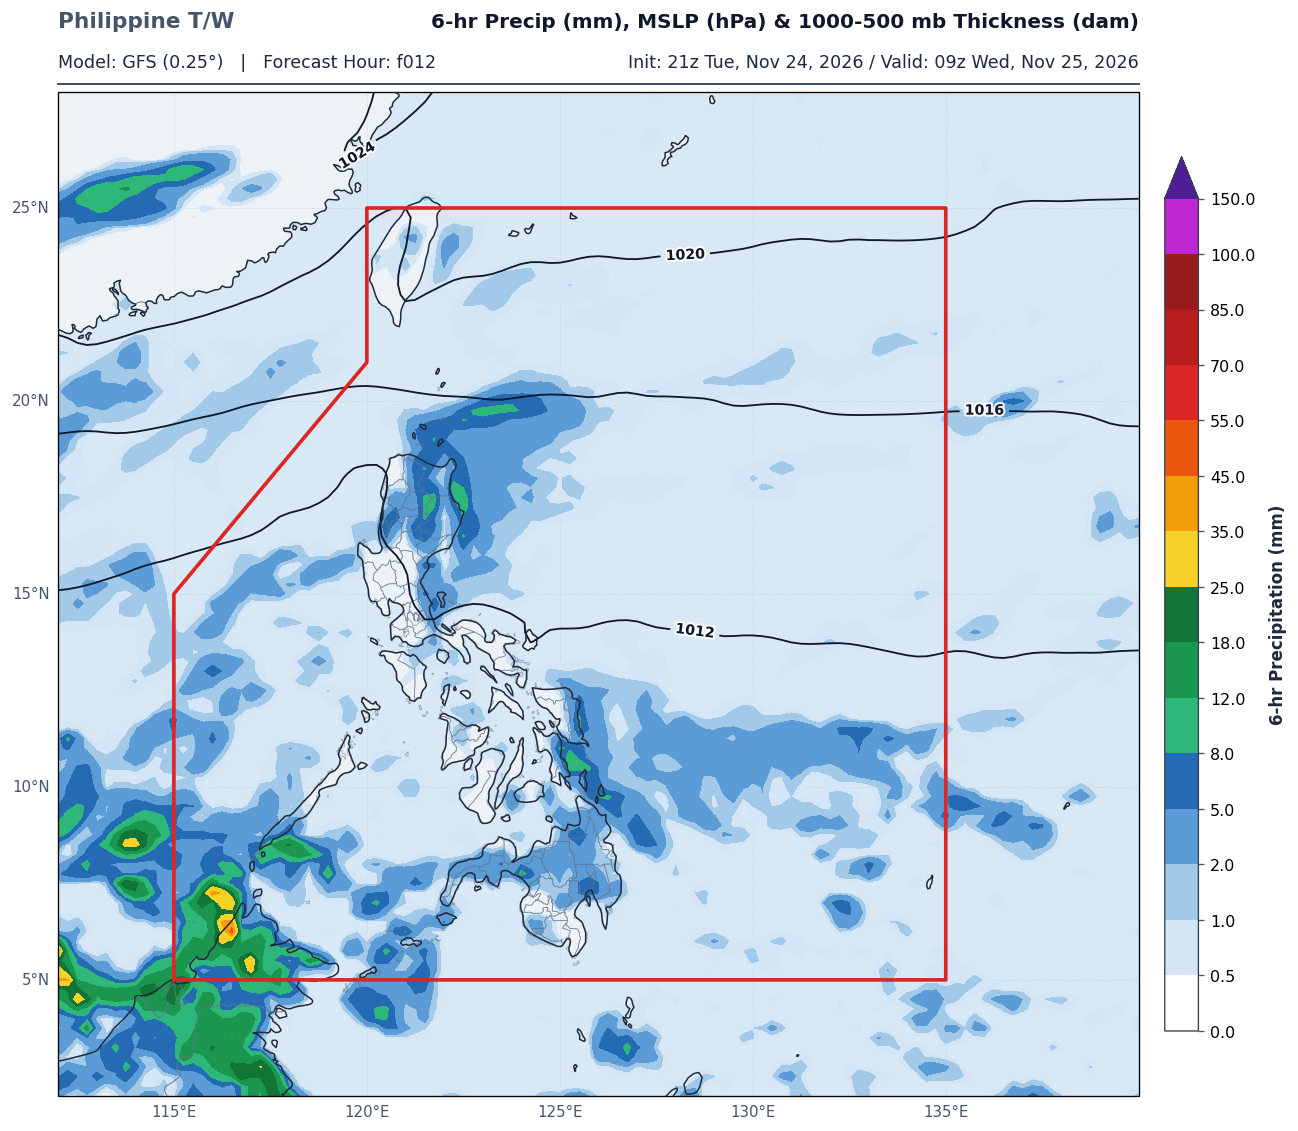 Philippine T/W
6-hr Precip (mm), MSLP (hPa) & 1000-500 mb Thickness (dam)
Model: GFS (0.25°) | Forecast Hour: f012
Init: 21z Tue, Nov 24, 2026 / Valid: 09z Wed, Nov 25, 2026
1024
1020
1016
1012
25°N
20°N
15°N
10°N
5°N
115°E
120°E
125°E
130°E
135°E
150.0
100.0
85.0
70.0
55.0
45.0
35.0
25.0
18.0
12.0
8.0
5.0
2.0
1.0
0.5
0.0
6-hr Precipitation (mm)